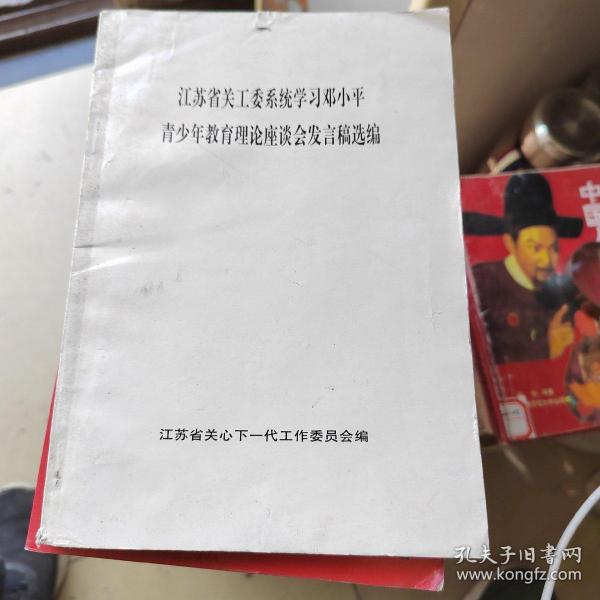 江苏省关工委系统学习邓小平
青少年教育理论座谈会发言稿选编
江苏省关心下一代工作委员会编
中
孔夫子旧书网
www.kongfz.com